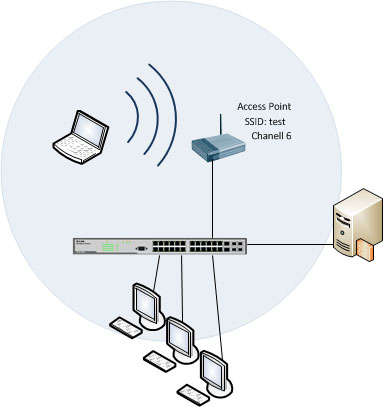 Access Point
SSID: test
Chanell 6